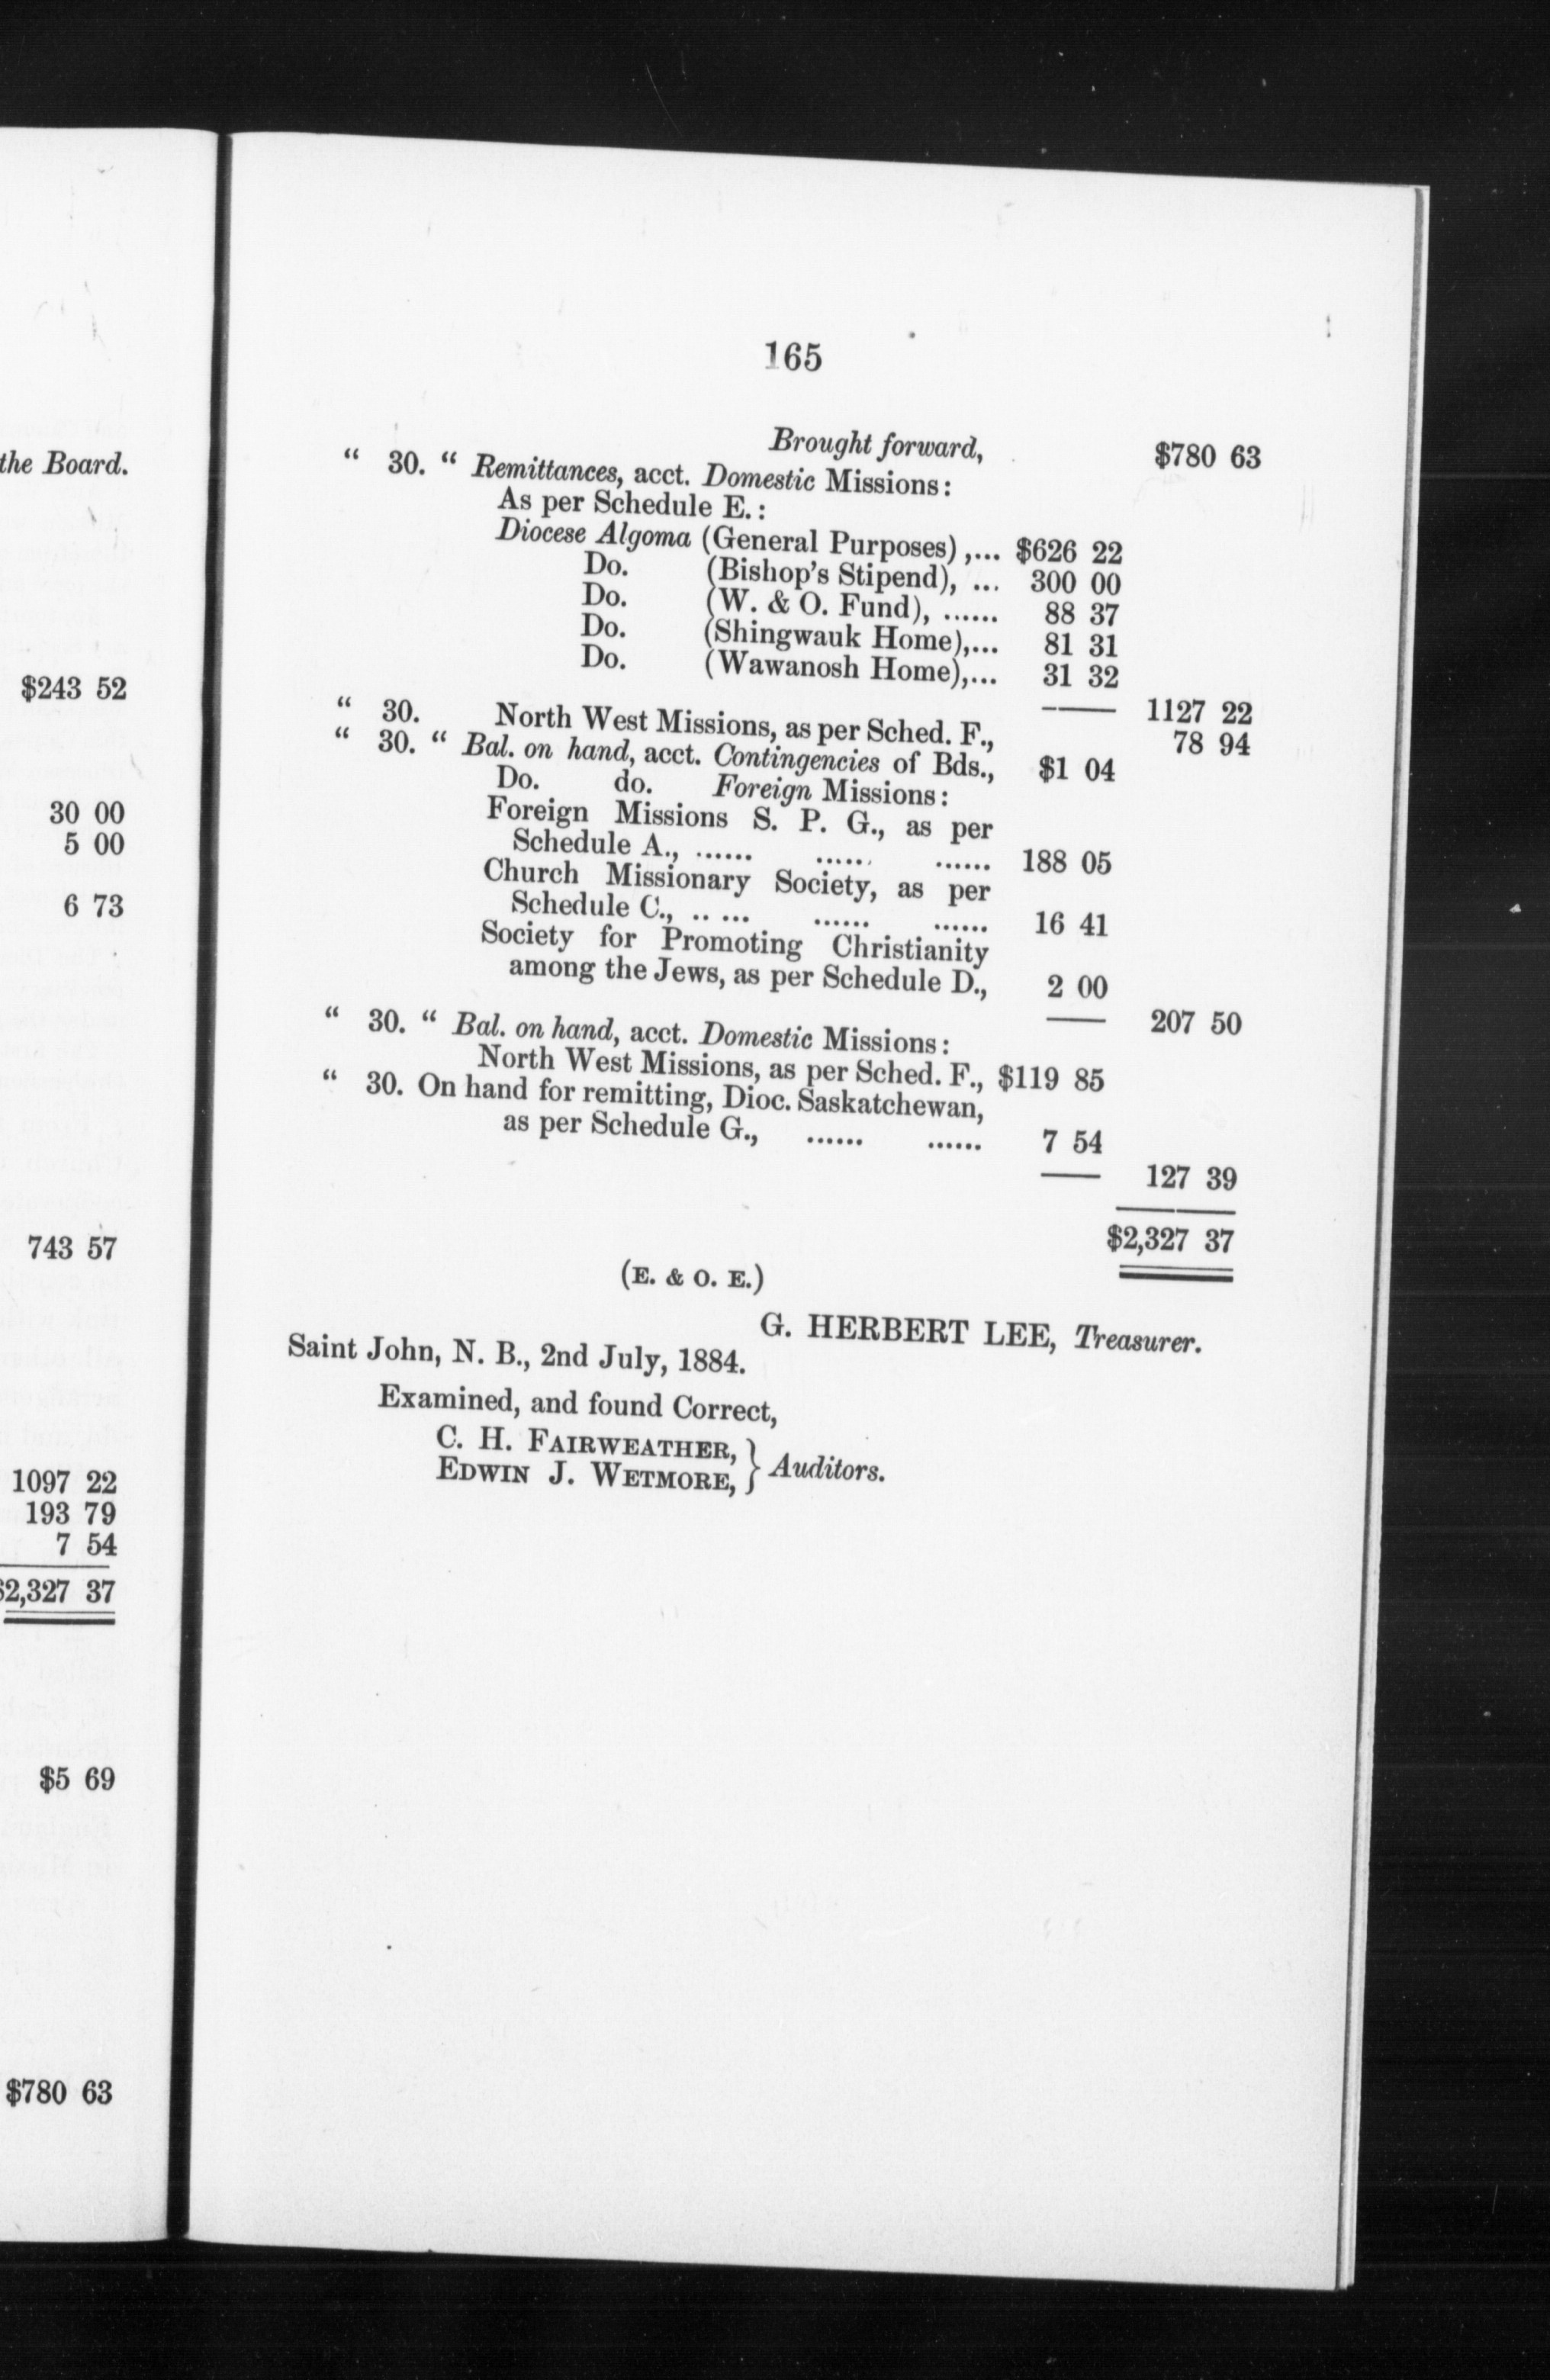 the Board.
$243 52
30 00
5 00
6 73
743 57
1097 22
193 79
7 54
$2,327 37
$5 69
$780 63
165
Brought forward, $780 63
“ 30. “ Remittances, acct. Domestic Missions:
As per Schedule E.:
Diocese Algoma (General Purposes),... $626 22
Do. (Bishop's Stipend), ... 300 00
Do. (W. & O. Fund), ...... 88 37
Do. (Shingwauk Home),... 81 31
Do. (Wawanosh Home),... 31 32
—— 1127 22
“ 30. North West Missions, as per Sched. F., 78 94
“ 30. “ Bal. on hand, acct. Contingencies of Bds., $1 04
Do. do. Foreign Missions:
Foreign Missions S. P. G., as per
Schedule A., ...... ...... ...... 188 05
Church Missionary Society, as per
Schedule C., .. ... ...... ...... 16 41
Society for Promoting Christianity
among the Jews, as per Schedule D., 2 00
—— 207 50
“ 30. “ Bal. on hand, acct. Domestic Missions:
North West Missions, as per Sched. F., $119 85
“ 30. On hand for remitting, Dioc. Saskatchewan,
as per Schedule G., ...... ...... 7 54
—— 127 39
$2,327 37
(E. & O. E.)
G. HERBERT LEE, Treasurer.
Saint John, N. B., 2nd July, 1884.
Examined, and found Correct,
C. H. FAIRWEATHER, }
EDWIN J. WETMORE, } Auditors.